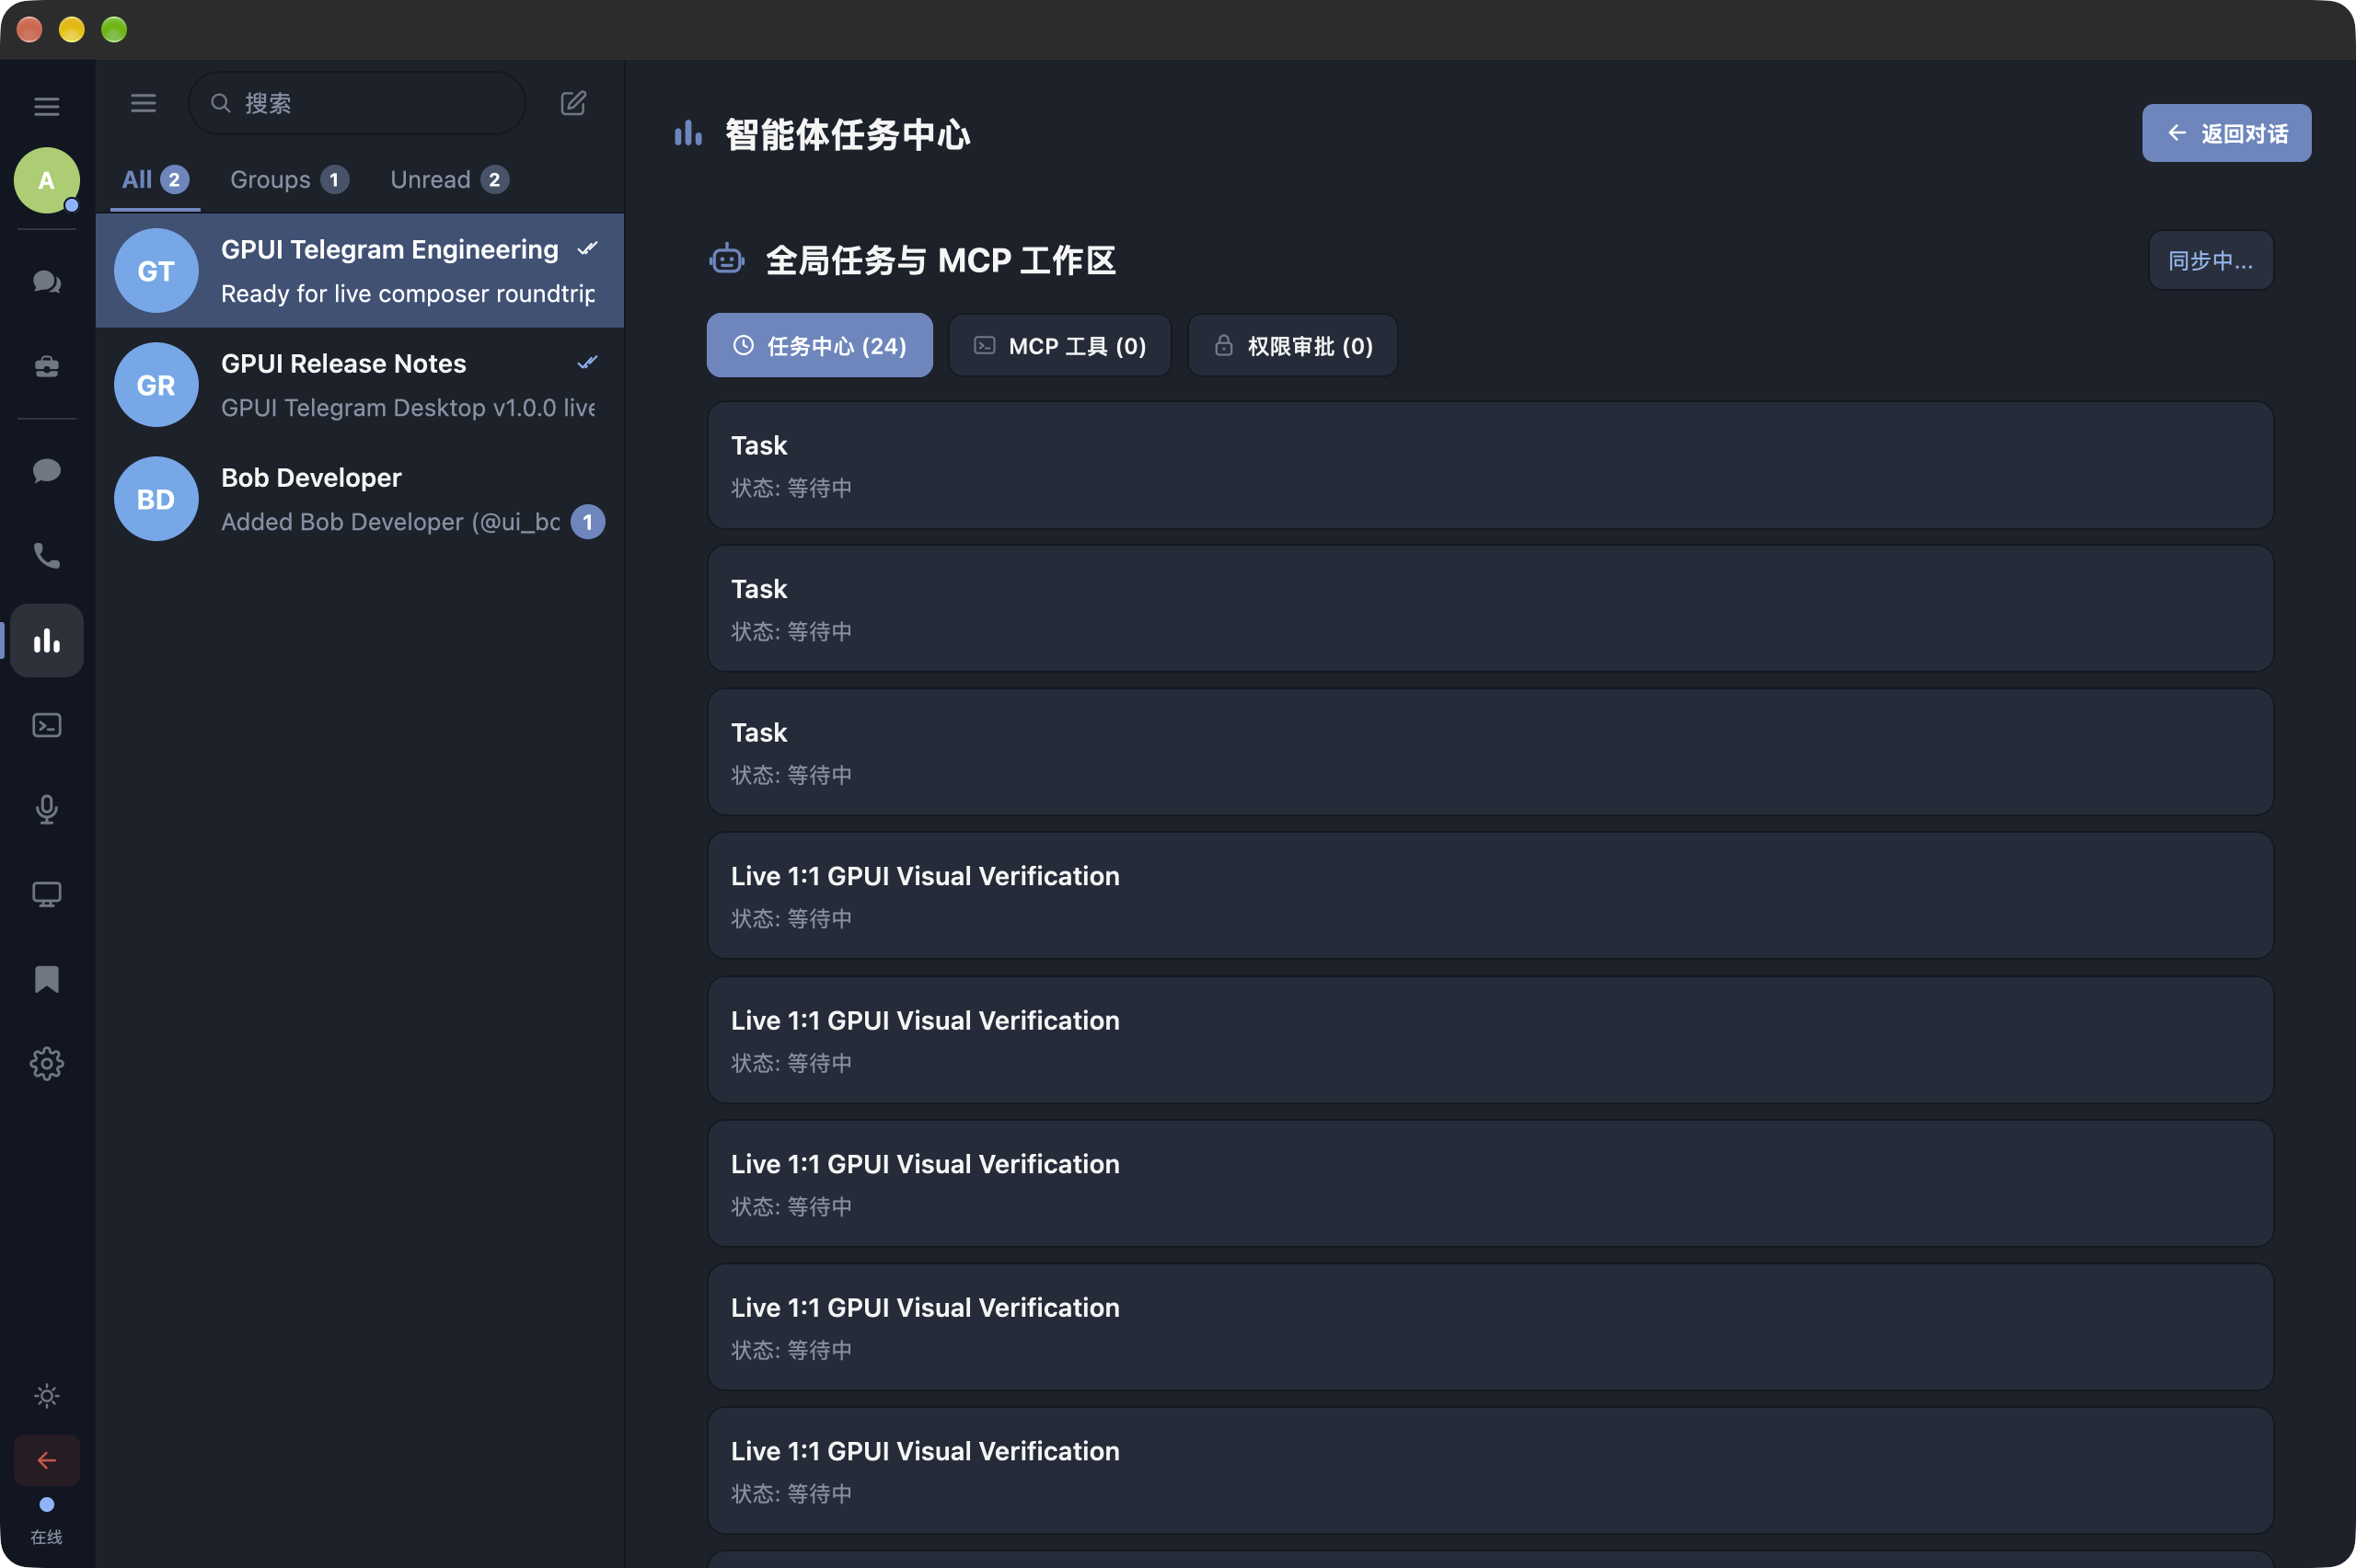 搜索
A
All 2 Groups 1 Unread 2
GT
GPUI Telegram Engineering
Ready for live composer roundtrip
GR
GPUI Release Notes
GPUI Telegram Desktop v1.0.0 live
BD
Bob Developer
Added Bob Developer (@ui_bo 1
在线
智能体任务中心
返回对话
全局任务与 MCP 工作区
同步中...
任务中心 (24) MCP 工具 (0) 权限审批 (0)
Task
状态: 等待中
Task
状态: 等待中
Task
状态: 等待中
Live 1:1 GPUI Visual Verification
状态: 等待中
Live 1:1 GPUI Visual Verification
状态: 等待中
Live 1:1 GPUI Visual Verification
状态: 等待中
Live 1:1 GPUI Visual Verification
状态: 等待中
Live 1:1 GPUI Visual Verification
状态: 等待中